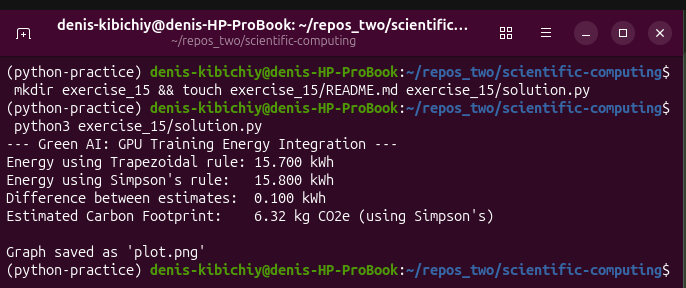 denis-kibichiy@denis-HP-ProBook: ~/repos_two/scientific…
~/repos_two/scientific-computing
(python-practice) denis-kibichiy@denis-HP-ProBook:~/repos_two/scientific-computing$
mkdir exercise_15 && touch exercise_15/README.md exercise_15/solution.py
(python-practice) denis-kibichiy@denis-HP-ProBook:~/repos_two/scientific-computing$
python3 exercise_15/solution.py
--- Green AI: GPU Training Energy Integration ---
Energy using Trapezoidal rule: 15.700 kWh
Energy using Simpson's rule:   15.800 kWh
Difference between estimates:  0.100 kWh
Estimated Carbon Footprint:    6.32 kg CO2e (using Simpson's)
Graph saved as 'plot.png'
(python-practice) denis-kibichiy@denis-HP-ProBook:~/repos_two/scientific-computing$